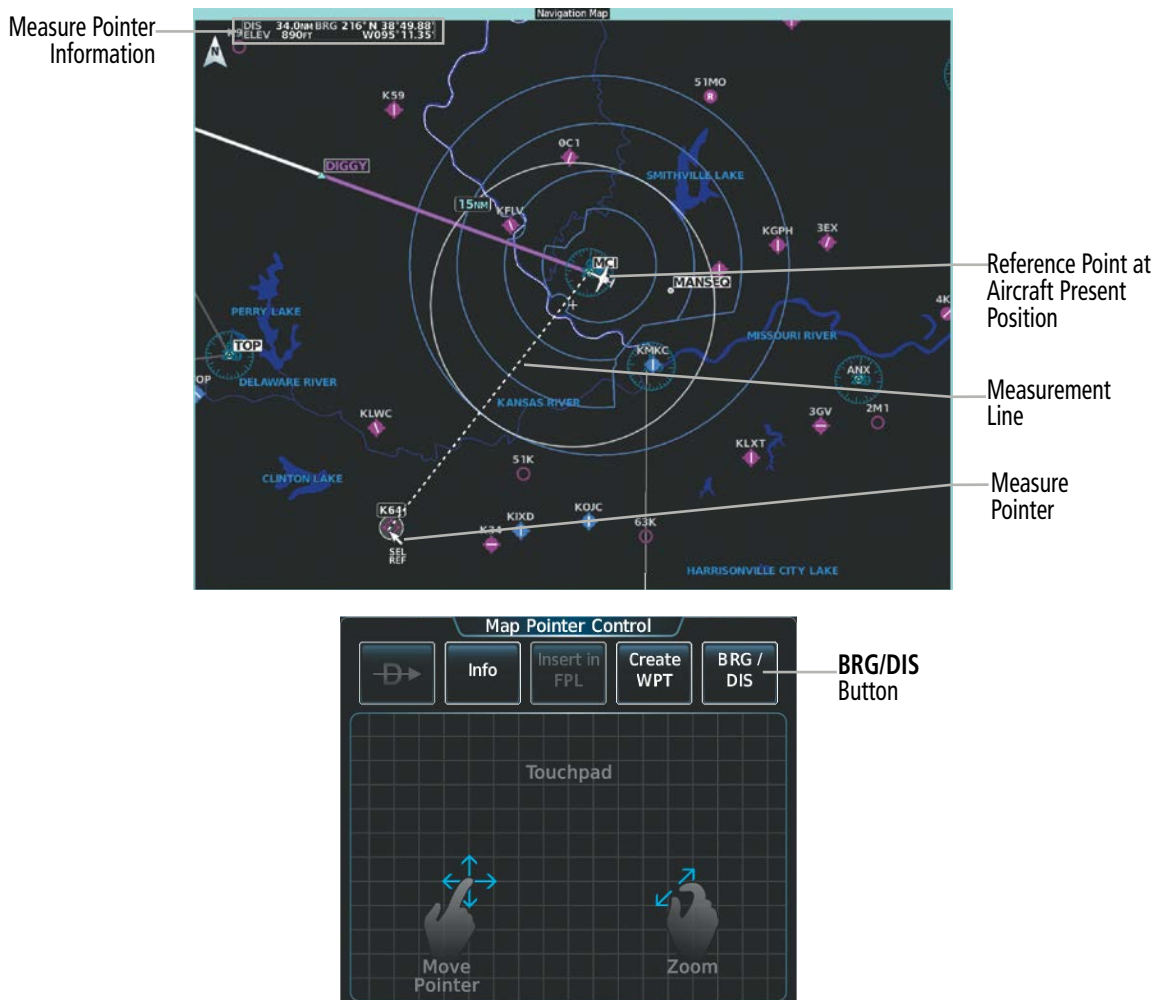 Navigation Map
Measure Pointer
Information
DIS 34.0NM BRG 216° N 38°49.88'
ELEV 890FT W095°11.35'
N
51MO
R
K59
0C1
DIGGY
SMITHVILLE LAKE
15NM
KFLV
KGPH
3EX
MCI
MANSEQ
Reference Point at
Aircraft Present
Position
PERRY LAKE
4K
TOP
MISSOURI RIVER
KMKC
OP
DELAWARE RIVER
ANX
KANSAS RIVER
Measurement
Line
KLWC
3GV
2M1
KLXT
51K
CLINTON LAKE
Measure
Pointer
K64
KIXD
KOJC
K34
63K
SEL
REF
HARRISONVILLE CITY LAKE
Map Pointer Control
D
Info
Insert in
FPL
Create
WPT
BRG /
DIS
BRG/DIS
Button
Touchpad
Move
Pointer
Zoom